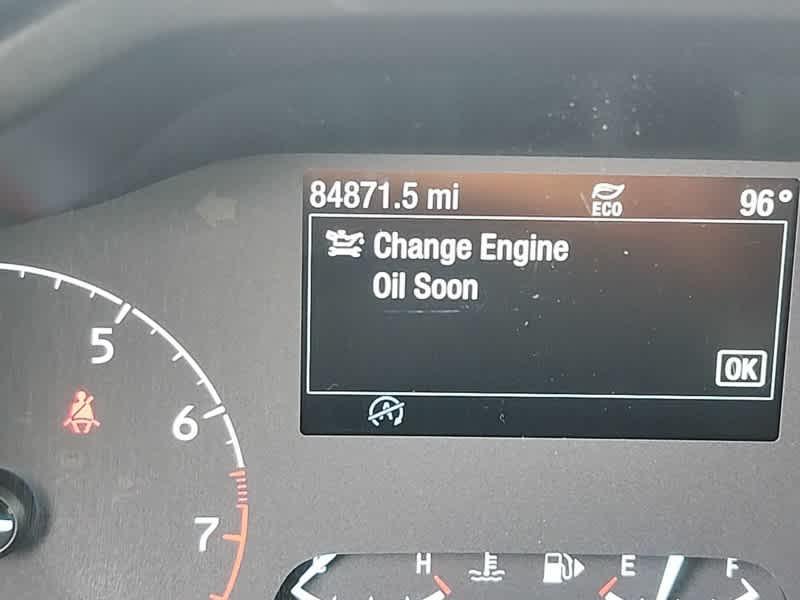 84871.5 mi ECO 96°
Change Engine
Oil Soon
OK
A
5
6
7
H E F